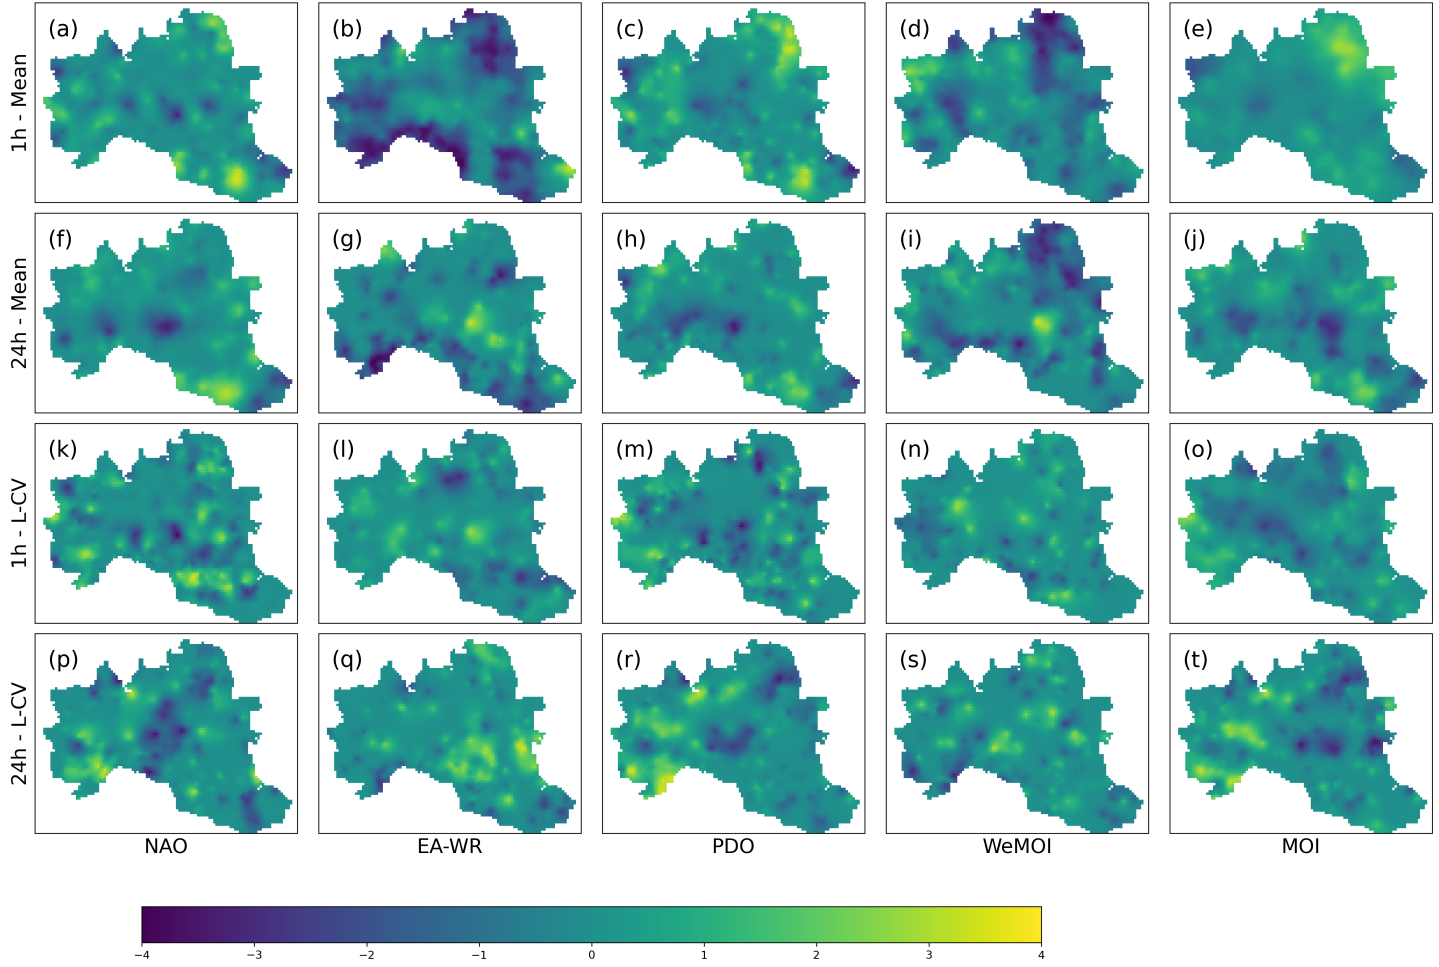 1h - Mean
(a)
(b)
(c)
(d)
(e)
24h - Mean
(f)
(g)
(h)
(i)
(j)
1h - L-CV
(k)
(l)
(m)
(n)
(o)
24h - L-CV
(p)
(q)
(r)
(s)
(t)
NAO
EA-WR
PDO
WeMOI
MOI
−4 −3 −2 −1 0 1 2 3 4